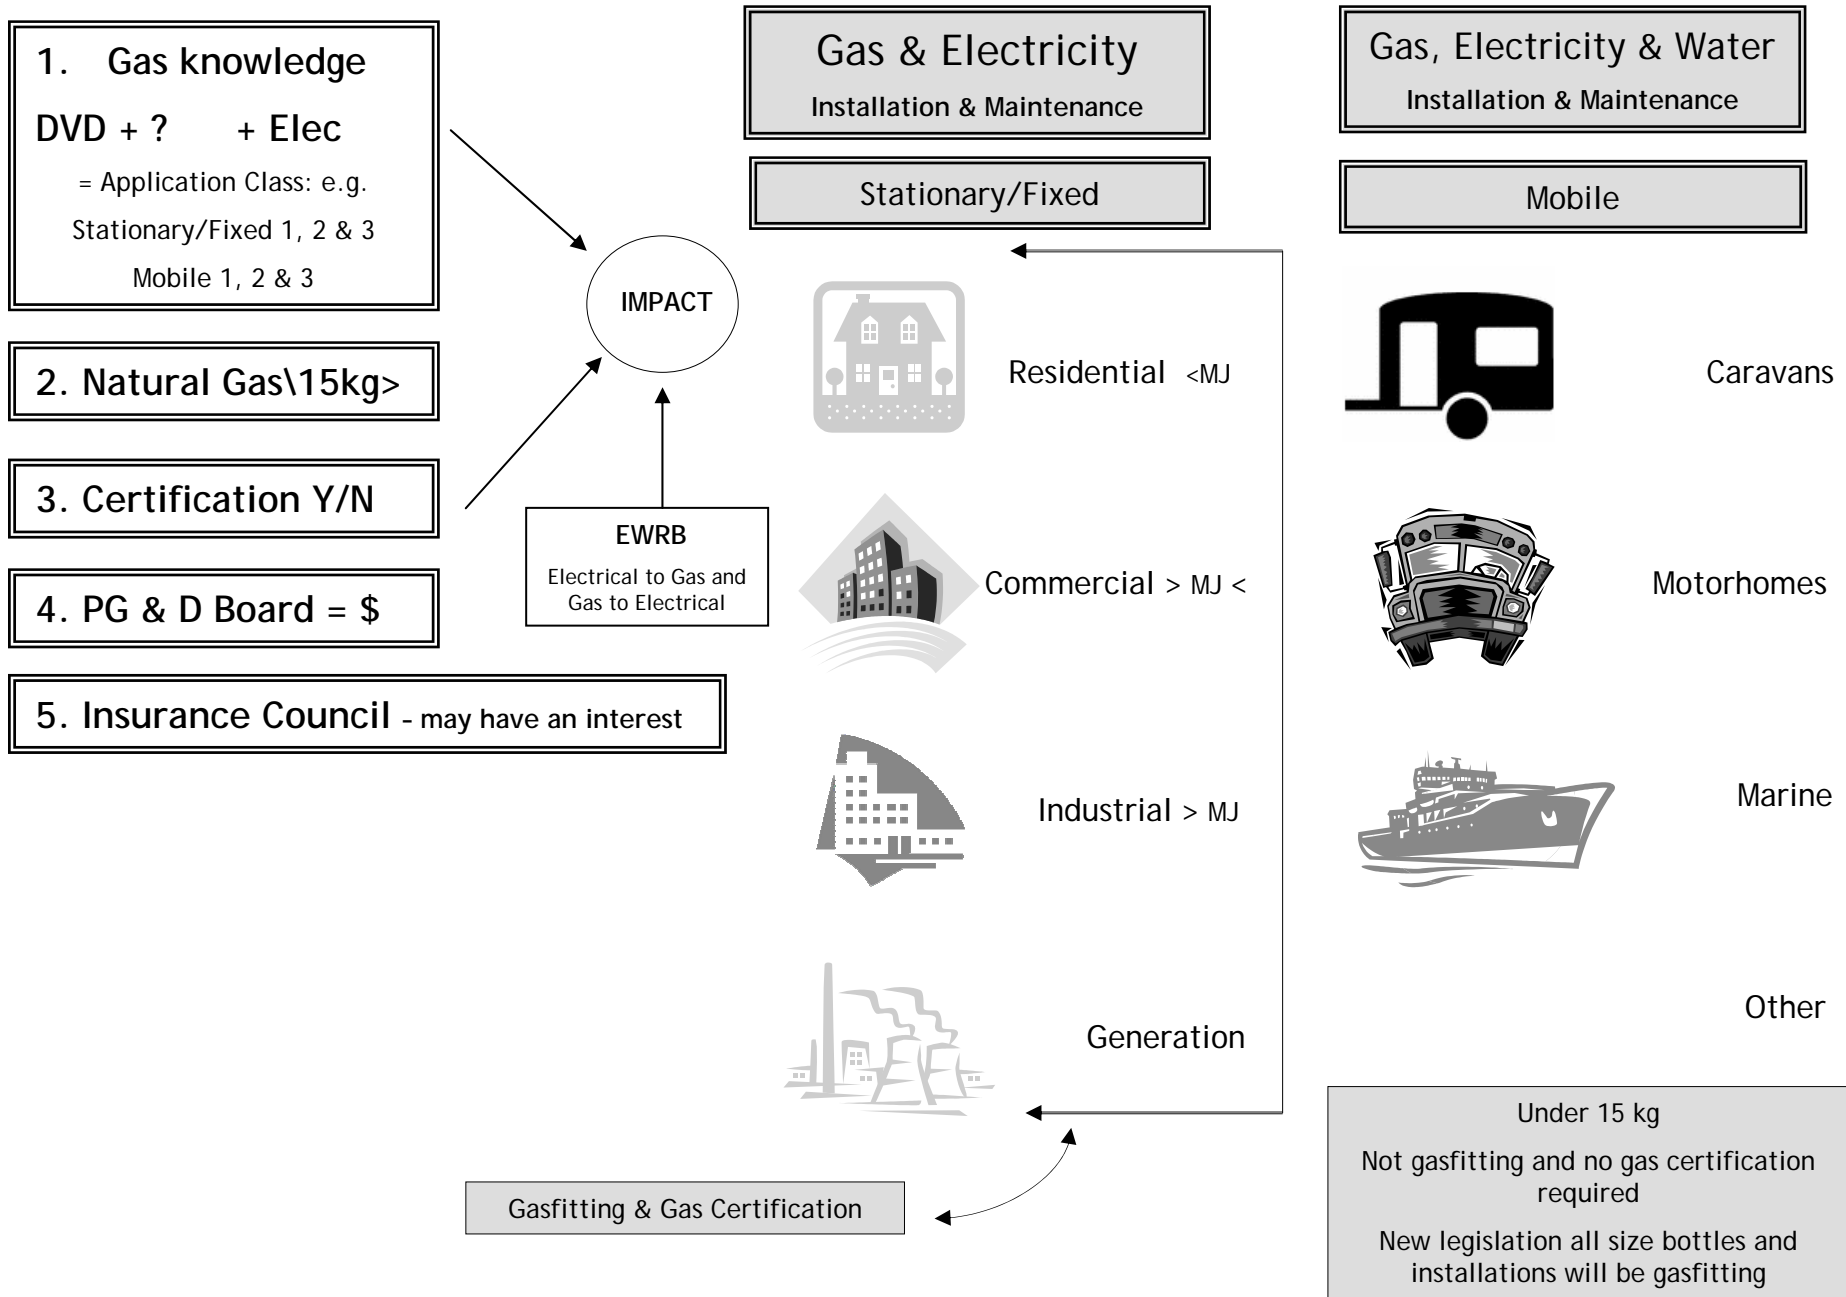 1. Gas knowledge
DVD + ? + Elec
= Application Class: e.g.
Stationary/Fixed 1, 2 & 3
Mobile 1, 2 & 3
2. Natural Gas\15kg>
3. Certification Y/N
4. PG & D Board = $
5. Insurance Council - may have an interest
IMPACT
EWRB
Electrical to Gas and
Gas to Electrical
Gas & Electricity
Installation & Maintenance
Stationary/Fixed
Residential <MJ
Commercial > MJ <
Industrial > MJ
Generation
Gasfitting & Gas Certification
Gas, Electricity & Water
Installation & Maintenance
Mobile
Caravans
Motorhomes
Marine
Other
Under 15 kg
Not gasfitting and no gas certification
required
New legislation all size bottles and
installations will be gasfitting